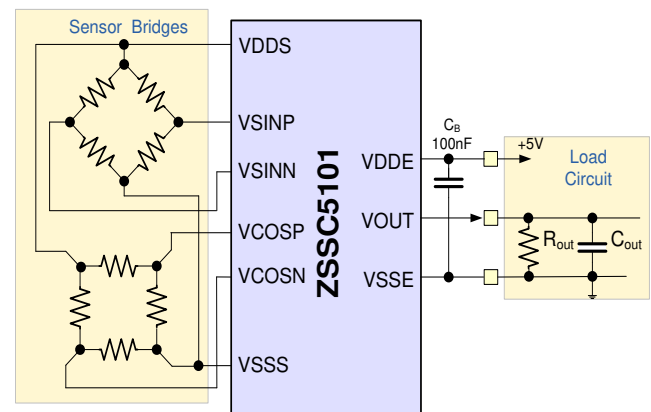 Sensor Bridges
VDDS
VSINP
VSINN
VCOSP
VCOSN
VSSS
ZSSC5101
VDDE
VOUT
VSSE
CB
100nF
+5V
Load
Circuit
Rout
Cout